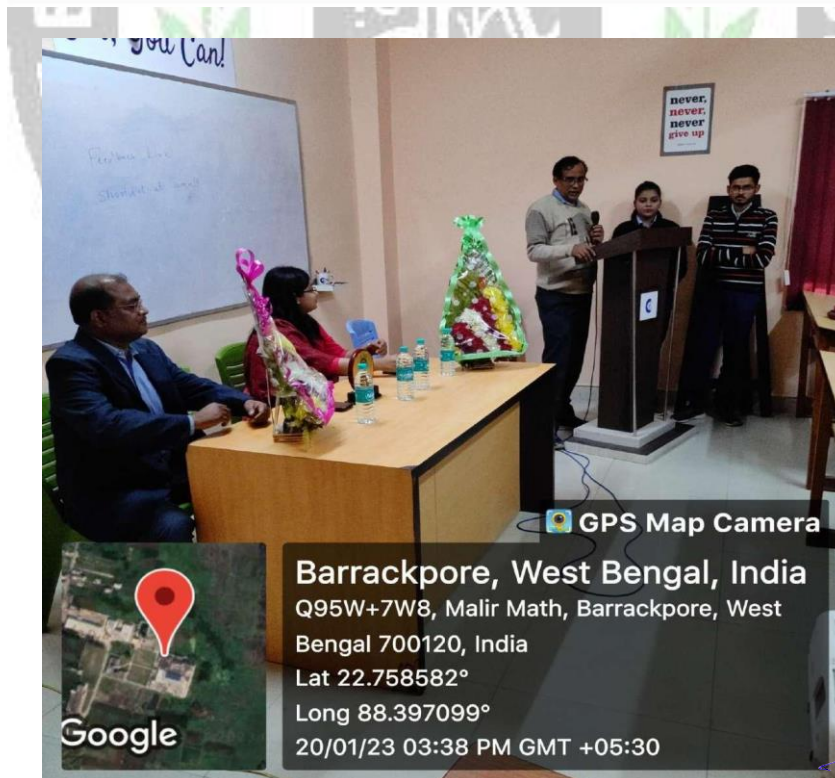 You Can!
Feedback
never,
never,
never
give up
GPS Map Camera
Barrackpore, West Bengal, India
Q95W+7W8, Malir Math, Barrackpore, West
Bengal 700120, India
Lat 22.758582°
Long 88.397099°
20/01/23 03:38 PM GMT +05:30
Google